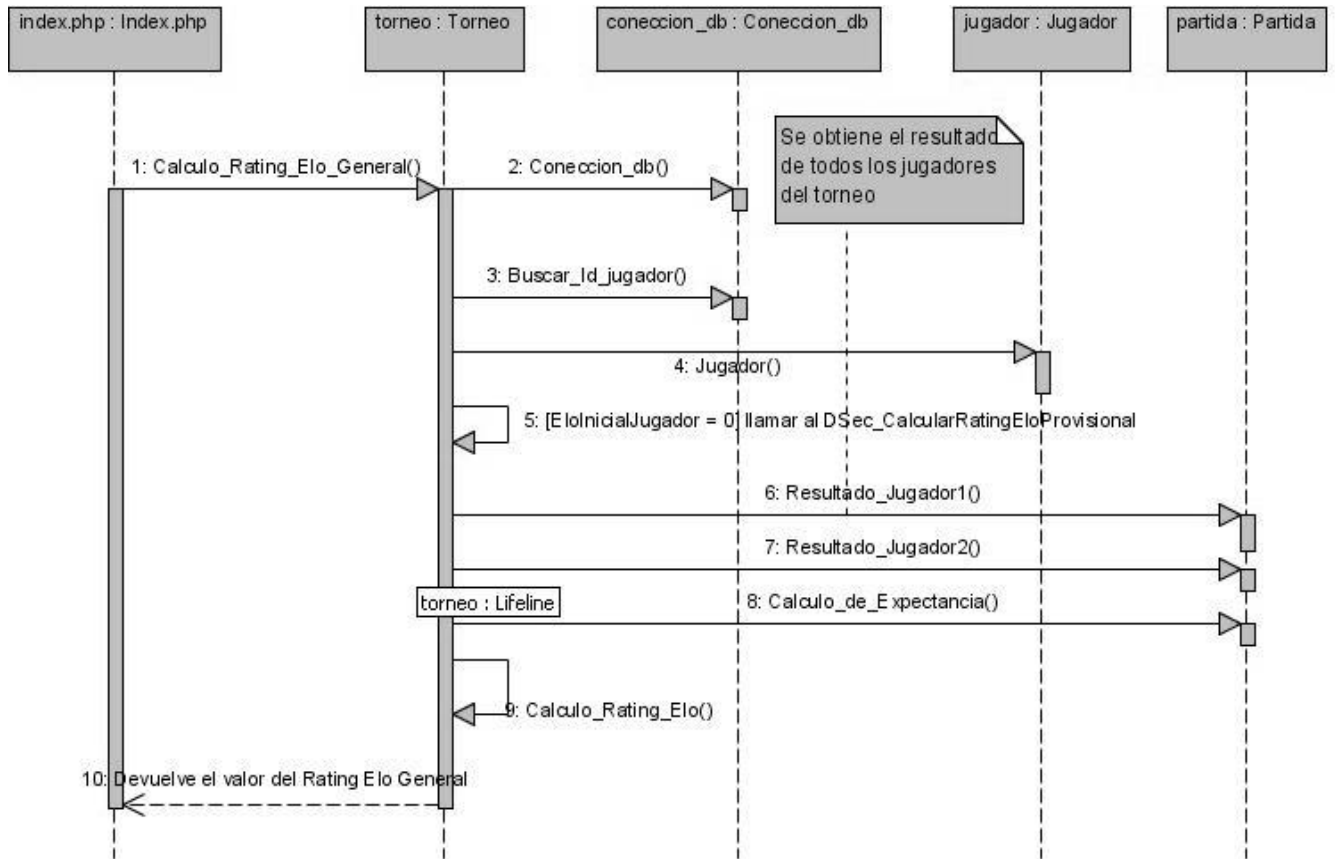 index.php : Index.php
torneo : Torneo
coneccion_db : Coneccion_db
jugador : Jugador
partida : Partida
Se obtiene el resultado
de todos los jugadores
del torneo
1: Calculo_Rating_Elo_General()
2: Coneccion_db()
3: Buscar_Id_jugador()
4: Jugador()
5: [EloInicialJugador = 0] llamar al DSec_CalcularRatingEloProvisional
6: Resultado_Jugador1()
7: Resultado_Jugador2()
torneo : Lifeline
8: Calculo_de_Expectancia()
9: Calculo_Rating_Elo()
10: Devuelve el valor del Rating Elo General